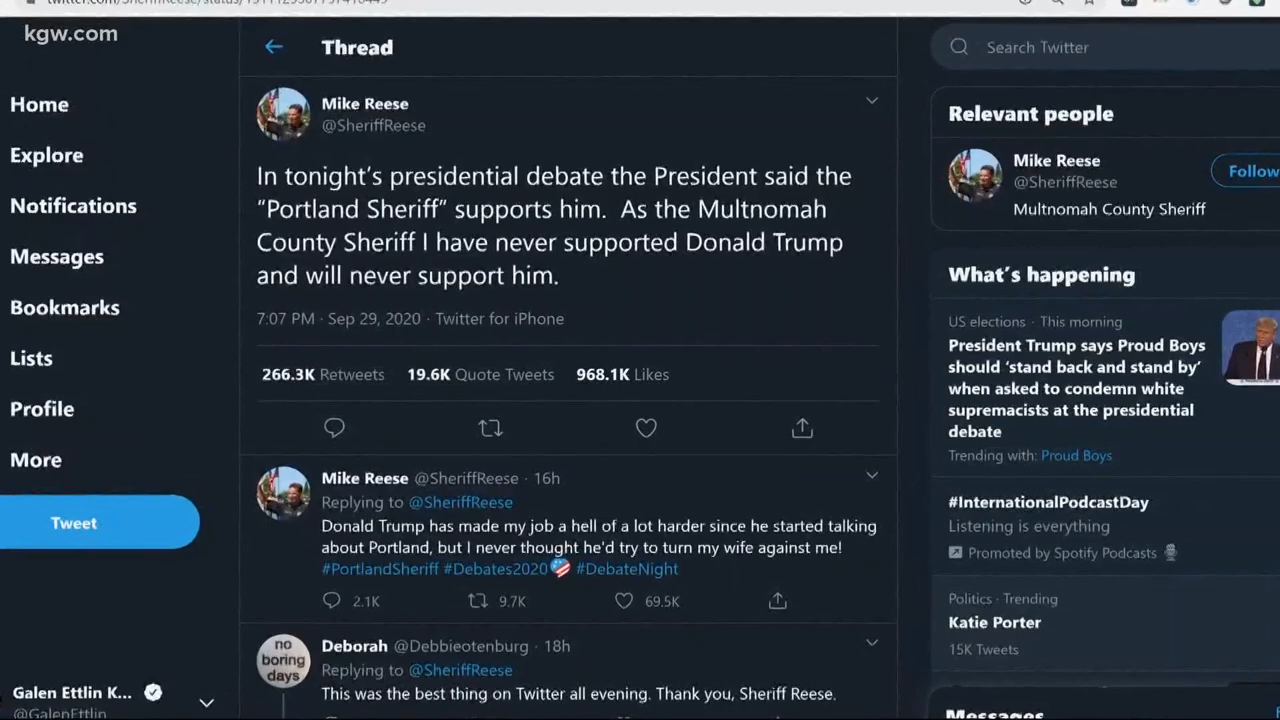 kgw.com
Home
Explore
Notifications
Messages
Bookmarks
Lists
Profile
More
Tweet
Galen Ettlin K...
@GalenEttlin
Thread
Mike Reese
@SheriffReese
In tonight's presidential debate the President said the
“Portland Sheriff” supports him.  As the Multnomah
County Sheriff I have never supported Donald Trump
and will never support him.
7:07 PM · Sep 29, 2020 · Twitter for iPhone
266.3K Retweets 19.6K Quote Tweets 968.1K Likes
Mike Reese @SheriffReese · 16h
Replying to @SheriffReese
Donald Trump has made my job a hell of a lot harder since he started talking
about Portland, but I never thought he'd try to turn my wife against me!
#PortlandSheriff #Debates2020 #DebateNight
2.1K 9.7K 69.5K
no
boring
days
Deborah @Debbieotenburg · 18h
Replying to @SheriffReese
This was the best thing on Twitter all evening. Thank you, Sheriff Reese.
Search Twitter
Relevant people
Mike Reese
@SheriffReese
Follow
Multnomah County Sheriff
What's happening
US elections · This morning
President Trump says Proud Boys
should ‘stand back and stand by’
when asked to condemn white
supremacists at the presidential
debate
Trending with: Proud Boys
#InternationalPodcastDay
Listening is everything
Promoted by Spotify Podcasts
Politics · Trending
Katie Porter
15K Tweets
Messages